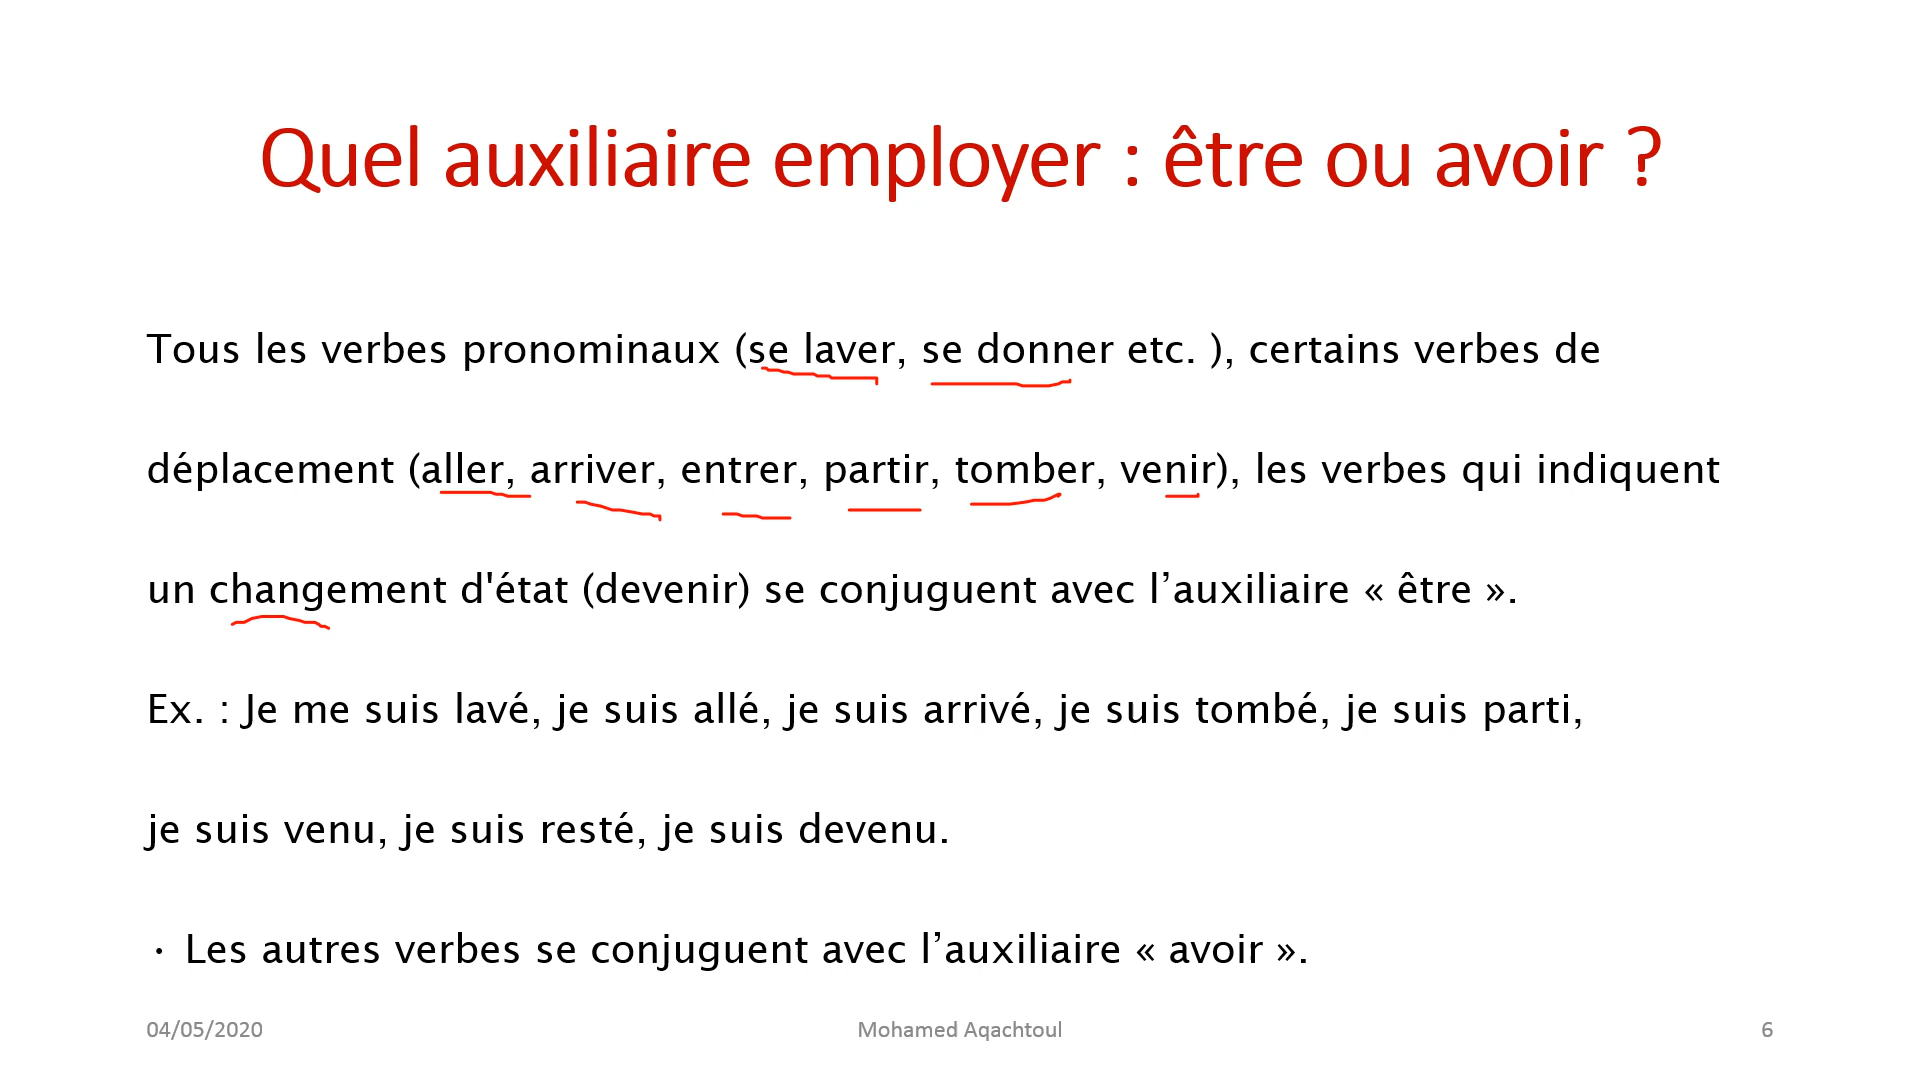 Quel auxiliaire employer : être ou avoir ?
Tous les verbes pronominaux (se laver, se donner etc. ), certains verbes de
déplacement (aller, arriver, entrer, partir, tomber, venir), les verbes qui indiquent
un changement d'état (devenir) se conjuguent avec l’auxiliaire « être ».
Ex. : Je me suis lavé, je suis allé, je suis arrivé, je suis tombé, je suis parti,
je suis venu, je suis resté, je suis devenu.
• Les autres verbes se conjuguent avec l’auxiliaire « avoir ».
04/05/2020 Mohamed Aqachtoul 6